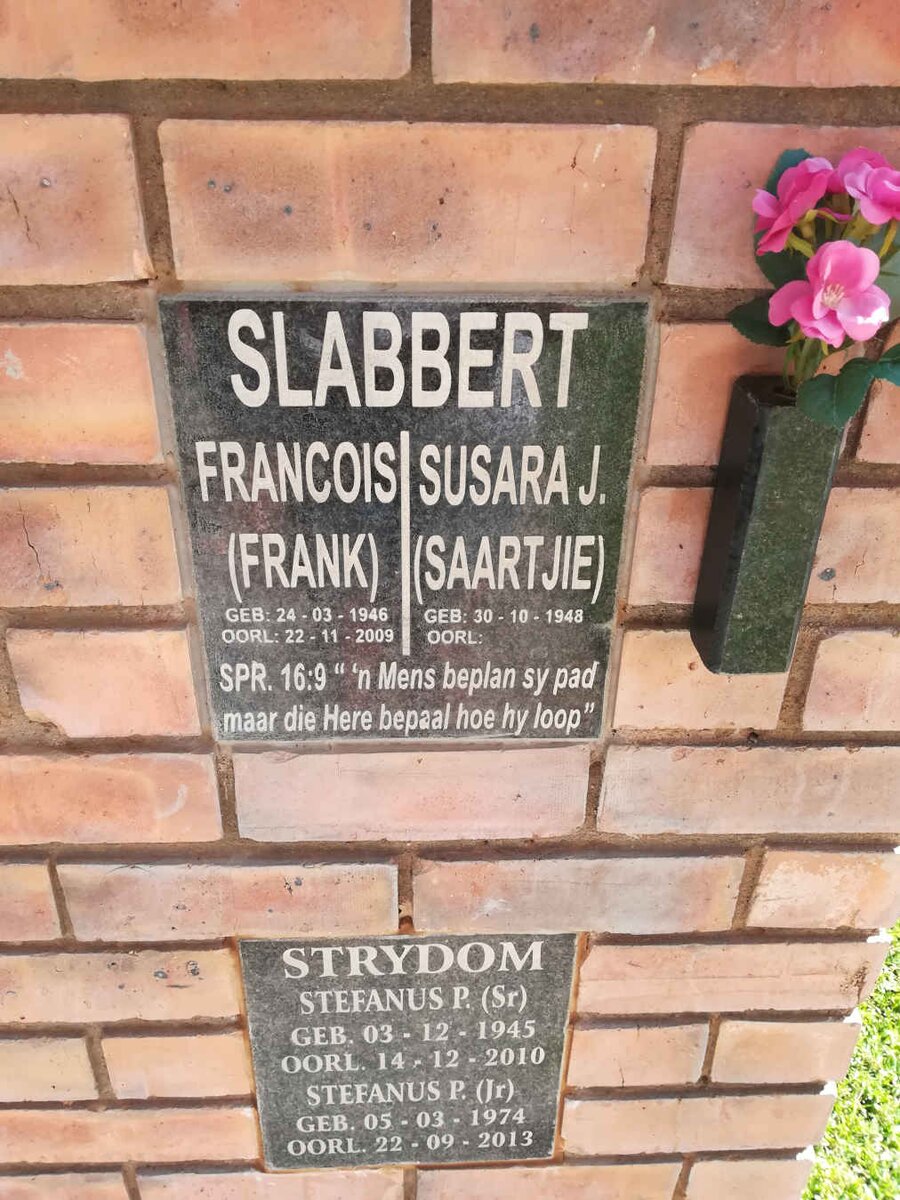 SLABBERT
FRANCOIS SUSARA J.
(FRANK) (SAARTJIE)
GEB: 24 - 03 - 1946 GEB: 30 - 10 - 1948
OORL: 22 - 11 - 2009 OORL:
SPR. 16:9 “ ‘n Mens beplan sy pad
maar die Here bepaal hoe hy loop”
STRYDOM
STEFANUS P. (Sr)
GEB. 03 - 12 - 1945
OORL. 14 - 12 - 2010
STEFANUS P. (Jr)
GEB. 05 - 03 - 1974
OORL. 22 - 09 - 2013